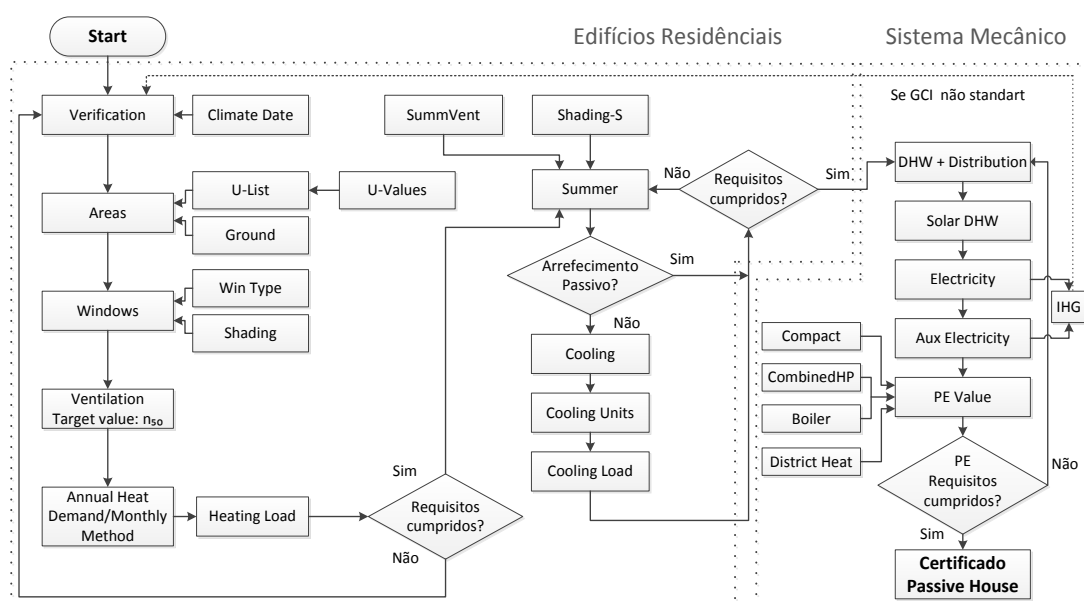 Start
Edifícios Residênciais
Sistema Mecânico
Se GCI não standart
Verification
Climate Date
SummVent
Shading-S
Areas
U-List
U-Values
Ground
Summer
Não
Requisitos
cumpridos?
Sim
DHW + Distribution
Solar DHW
Windows
Win Type
Shading
Arrefecimento
Passivo?
Sim
Não
Electricity
IHG
Aux Electricity
Compact
CombinedHP
Boiler
District Heat
PE Value
Ventilation
Target value: n₅₀
Cooling
Cooling Units
Cooling Load
Annual Heat
Demand/Monthly
Method
Heating Load
Sim
Requisitos
cumpridos?
Não
PE
Requisitos
cumpridos?
Não
Sim
Certificado
Passive House